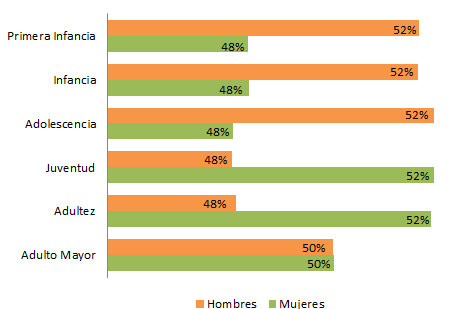 Primera Infancia 52%
48%
Infancia 52%
48%
Adolescencia 52%
48%
Juventud 48%
52%
Adultez 48%
52%
Adulto Mayor 50%
50%
Hombres Mujeres